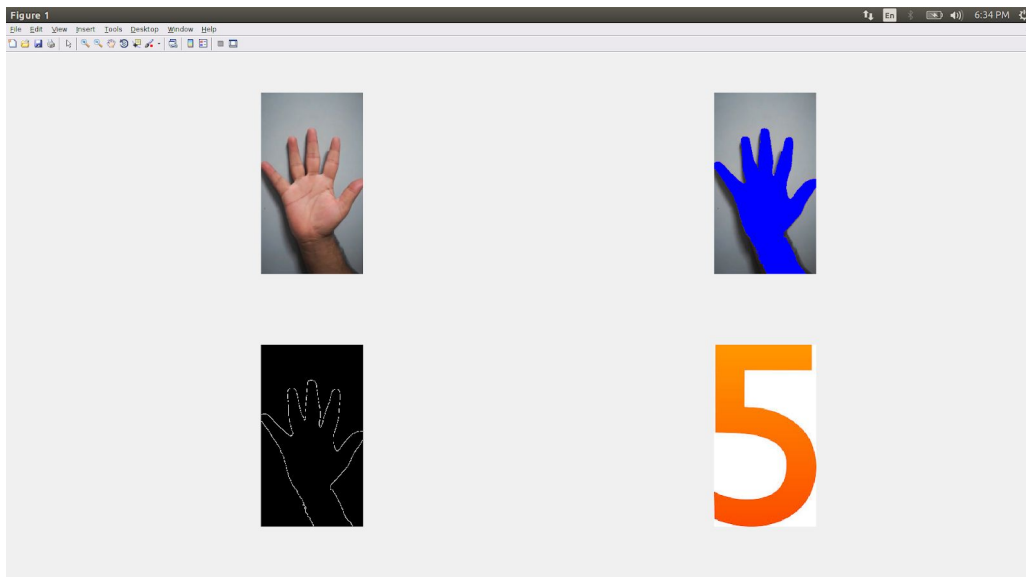 Figure 1
En
6:34 PM
File Edit View Insert Tools Desktop Window Help
5